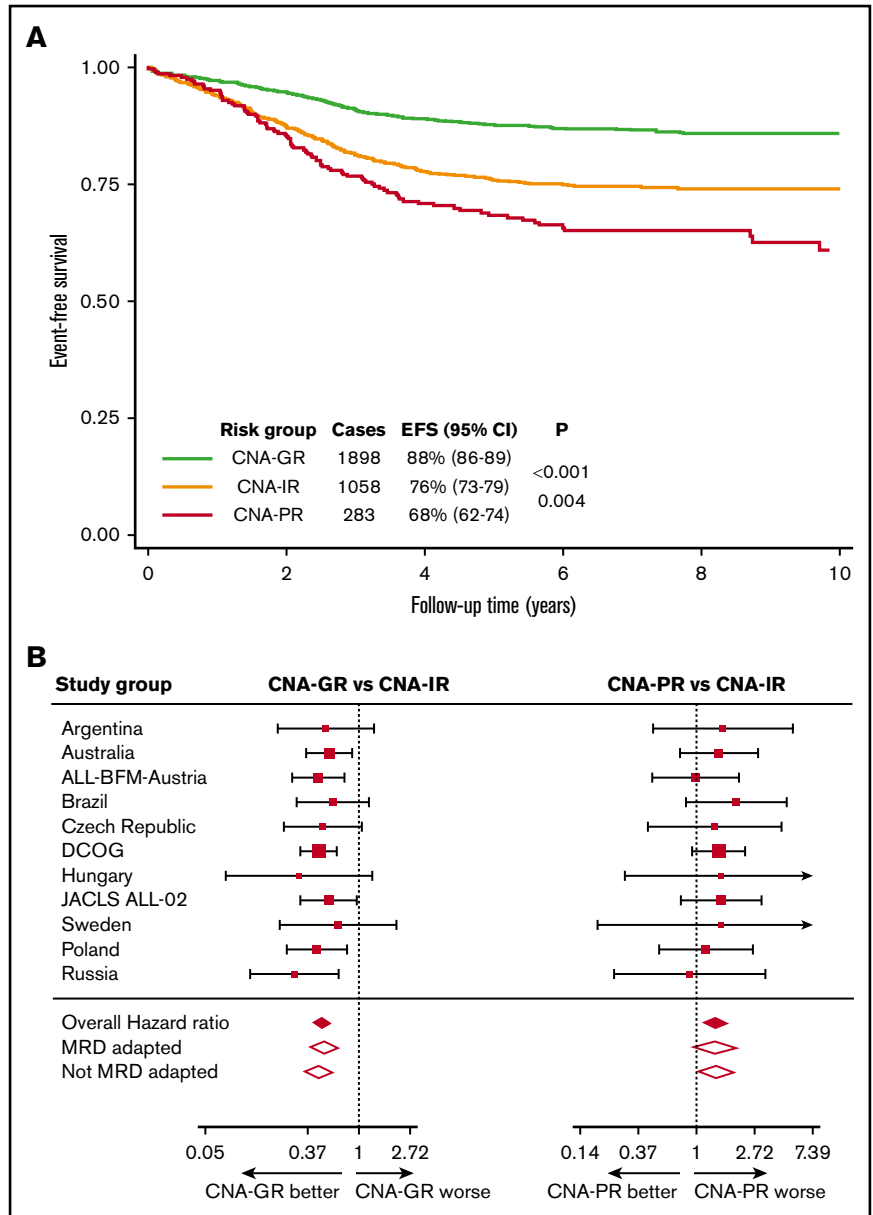 A
1.00
0.75
0.50
0.25
0.00
Event-free survival
Risk group Cases EFS (95% CI) P
CNA-GR 1898 88% (86-89)
<0.001
CNA-IR 1058 76% (73-79)
0.004
CNA-PR 283 68% (62-74)
0 2 4 6 8 10
Follow-up time (years)
B
Study group CNA-GR vs CNA-IR CNA-PR vs CNA-IR
Argentina
Australia
ALL-BFM-Austria
Brazil
Czech Republic
DCOG
Hungary
JACLS ALL-02
Sweden
Poland
Russia
Overall Hazard ratio
MRD adapted
Not MRD adapted
0.05 0.37 1 2.72 0.14 0.37 1 2.72 7.39
CNA-GR better CNA-GR worse CNA-PR better CNA-PR worse